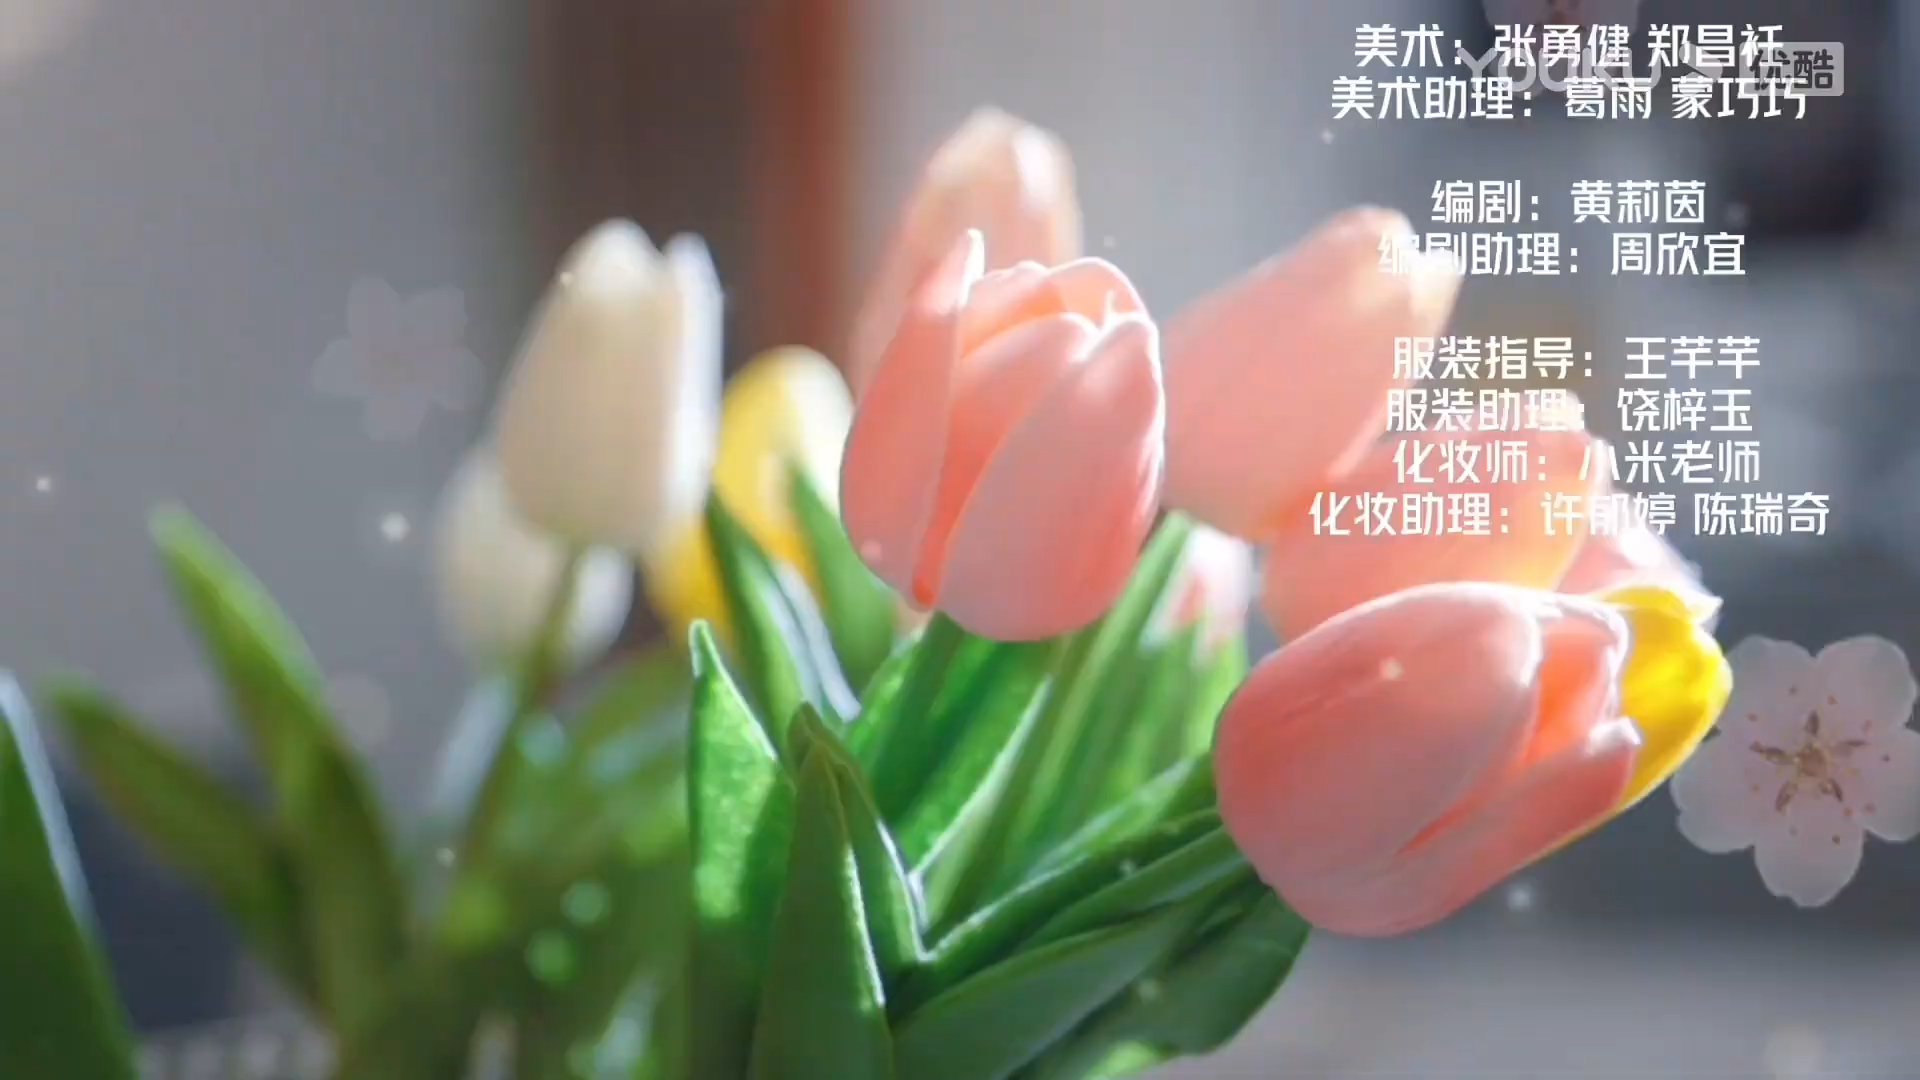 美术：张勇健 郑昌衽
YOUKU 优酷
美术助理：葛雨 蒙巧巧
编剧：黄莉茵
编剧助理：周欣宜
服装指导：王芊芊
服装助理：饶梓玉
化妆师：小米老师
化妆助理：许郁婷 陈瑞奇